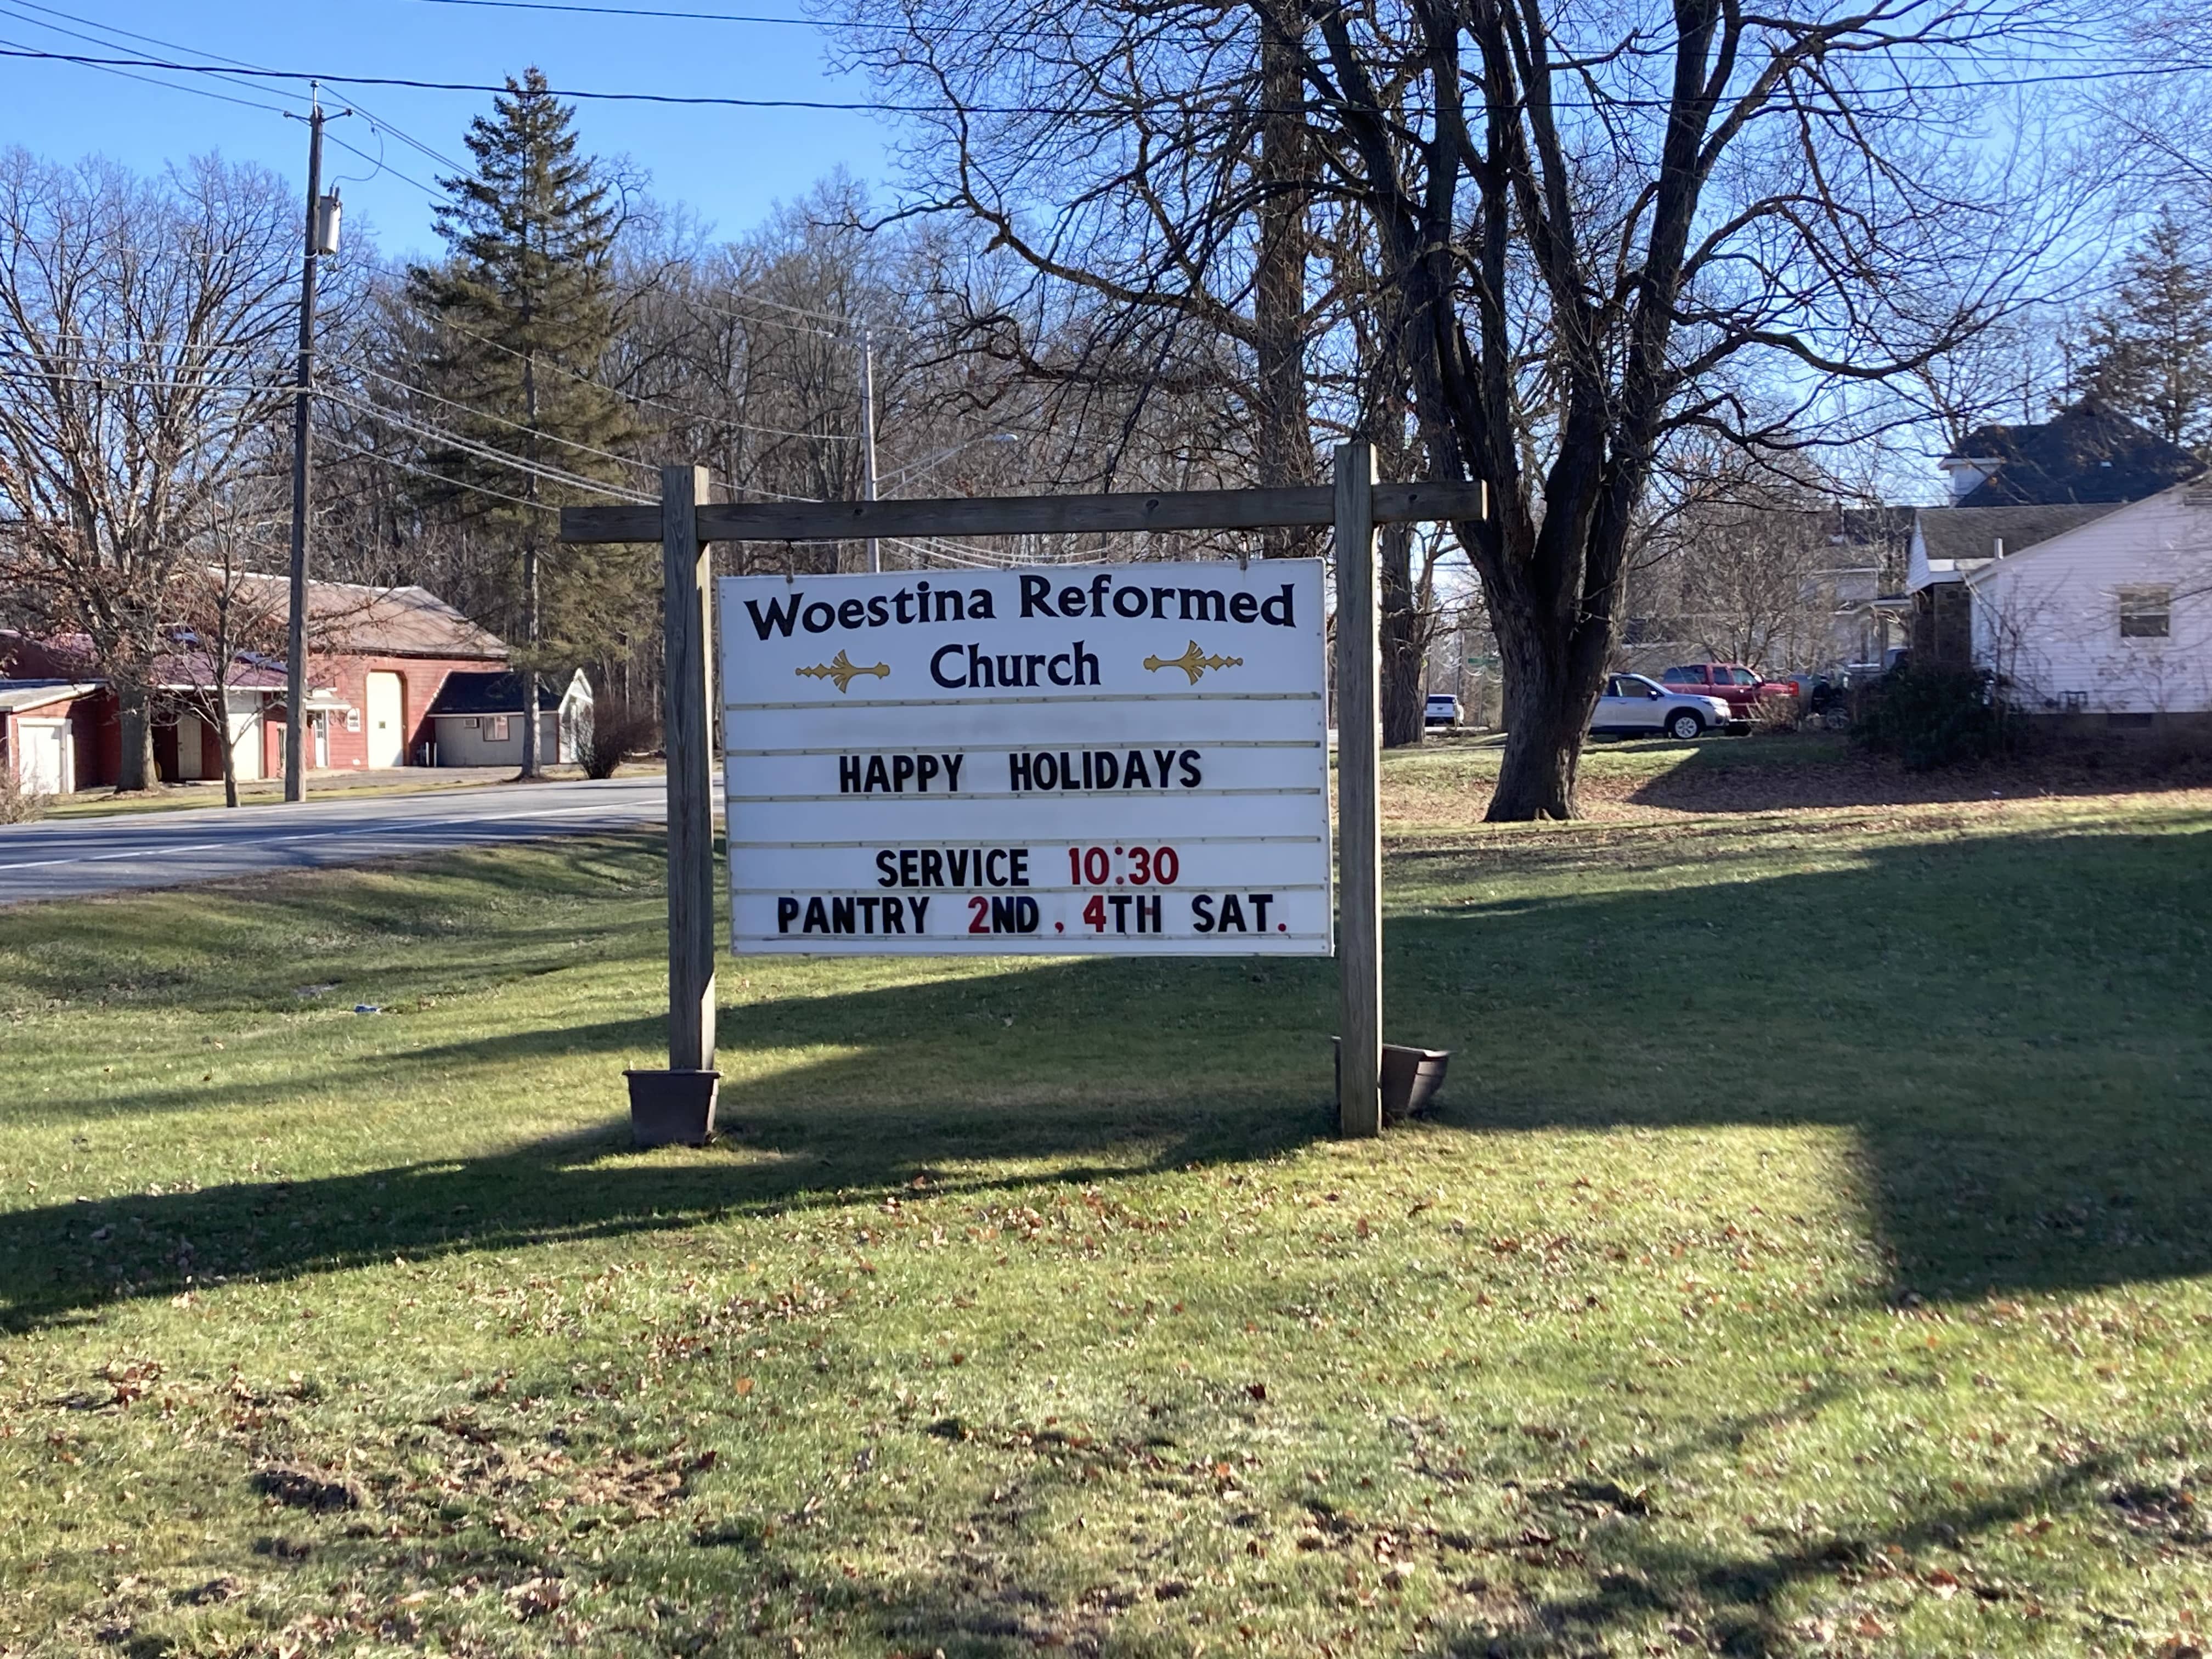 Woestina Reformed
Church
HAPPY HOLIDAYS
SERVICE 10:30
PANTRY 2ND, 4TH SAT.